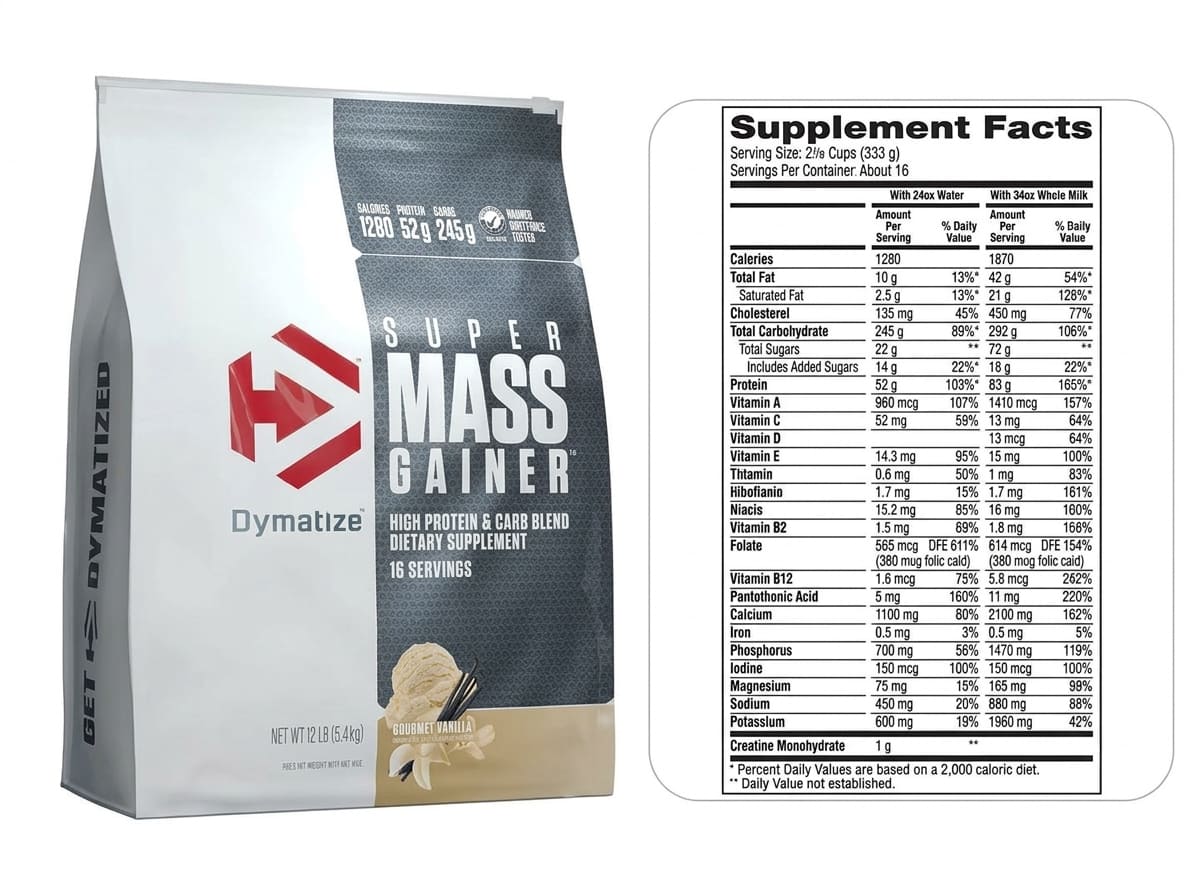 SALORIES PROTEIN SARBS
1280 52g 245g
SUPER
MASS
GAINER
Dymatize
HIGH PROTEIN & CARB BLEND
DIETARY SUPPLEMENT
16 SERVINGS
GET DYMATIZED
NET WT 12 LB (5.4kg)
GOURMET VANILLA
Supplement Facts
Serving Size: 2 Cups (333 g)
Servings Per Container: About 16
With 24oz Water With 34oz Whole Milk
Amount Per Serving % Daily Value Amount Per Serving % Baily Value
Caleries 1280 1870
Total Fat 10 g 13%* 42 g 54%*
Saturated Fat 2.5 g 13%* 21 g 126%*
Cholesterel 135 mg 45% 450 mg 77%
Total Carbohydrate 245 g 89%* 292 g 106%*
Total Sugars 22 g ** 72 g **
Includes Added Sugars 14 g 22%* 18 g 22%*
Protein 52 g 103%* 83 g 165%*
Vitamin A 960 mcg 107% 1410 mcg 157%
Vitamin C 52 mg 59% 13 mg 64%
Vitamin D 13 mcg 64%
Vitamin E 14.3 mg 95% 15 mg 100%
Thtamin 0.6 mg 50% 1 mg 83%
Hibofianio 1.7 mg 15% 1.7 mg 161%
Niacis 15.2 mg 85% 16 mg 100%
Vitamin B2 1.5 mg 69% 1.8 mg 166%
Folate 565 mcg DFE 611% 614 mcg DFE 154%
(380 mug folic caid) (380 mog folic caid)
Vitamin B12 1.6 mcg 75% 5.8 mcg 262%
Pantothonic Acid 5 mg 160% 11 mg 220%
Calcium 1100 mg 80% 2100 mg 162%
Iron 0.5 mg 3% 0.5 mg 5%
Phosphorus 700 mg 56% 1470 mg 119%
Iodine 150 mcg 100% 150 mcg 100%
Magnesium 75 mg 15% 165 mg 98%
Sodium 450 mg 20% 880 mg 88%
Potassium 600 mg 19% 1960 mg 42%
Creatine Monohydrate 1 g **
* Percent Daily Values are based on a 2,000 caloric diet.
** Daily Value not established.